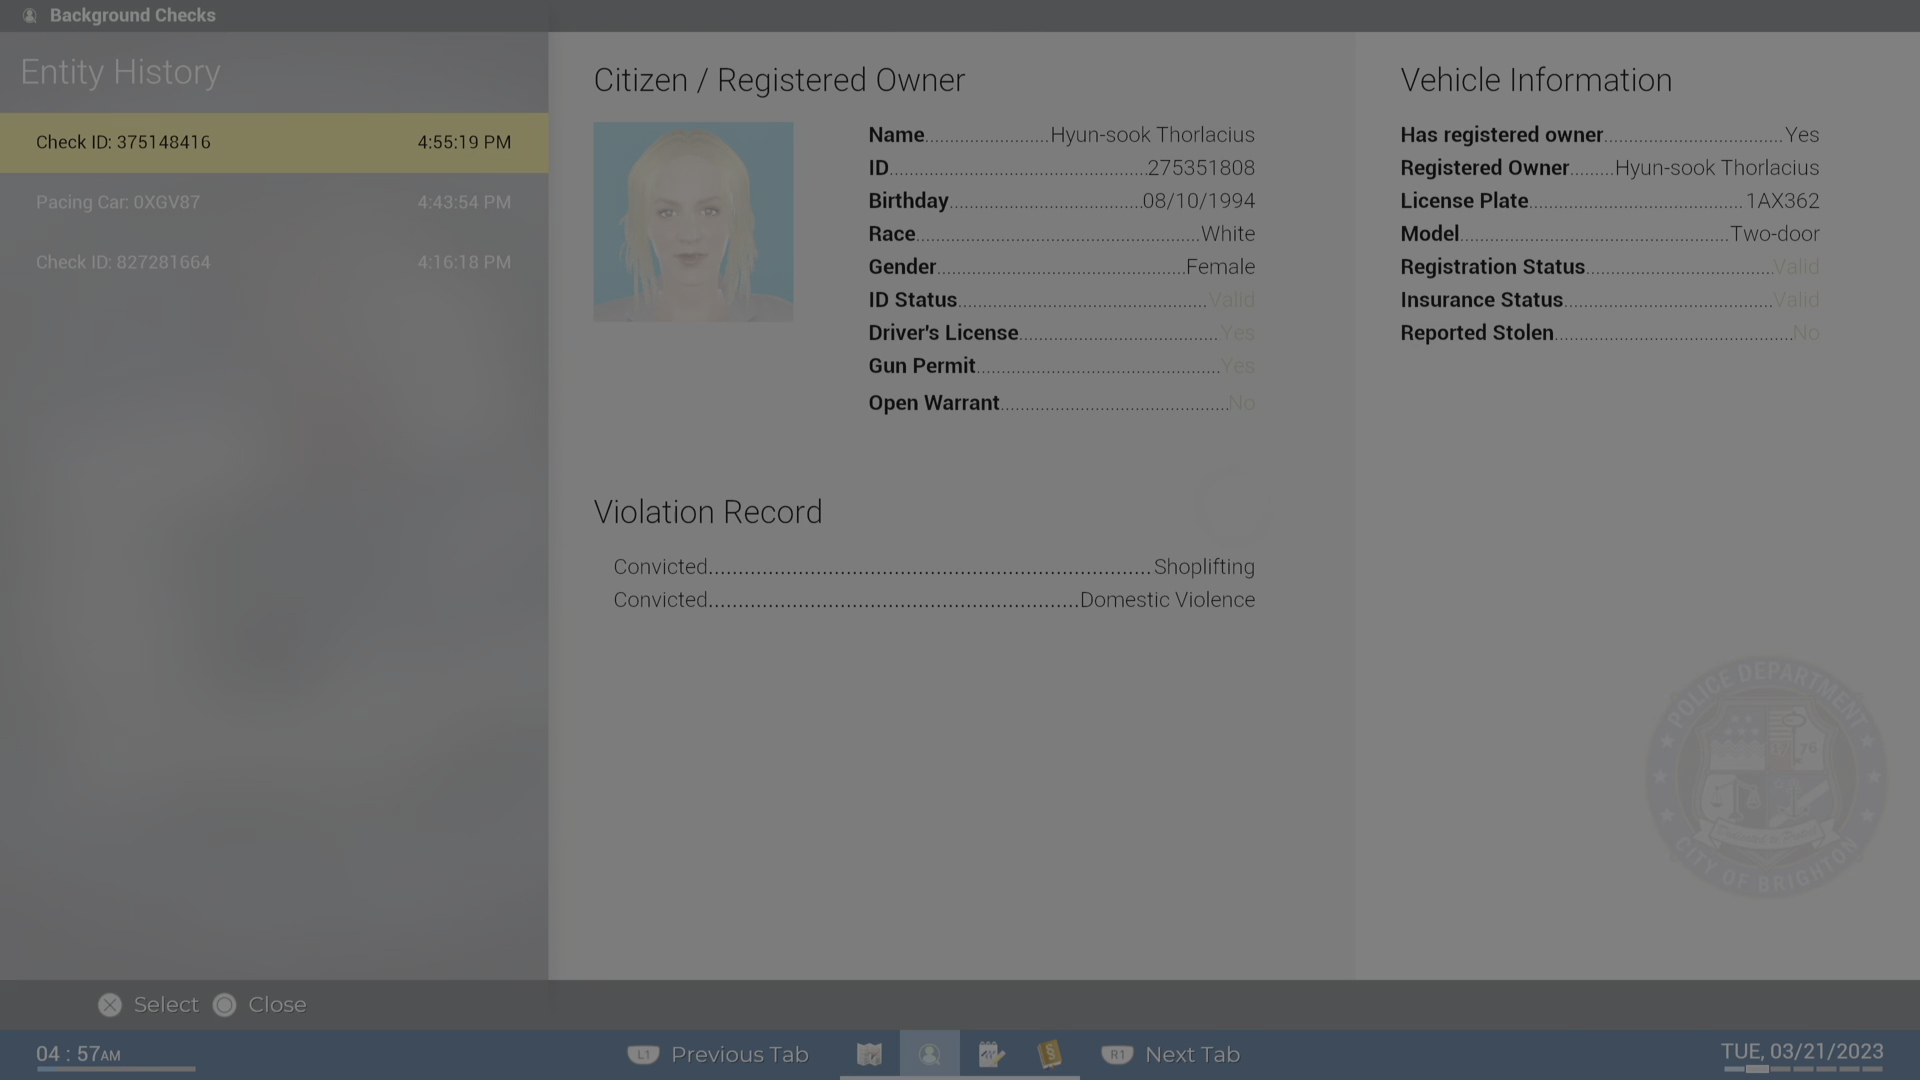 Background Checks
Entity History
Check ID: 375148416 4:55:19 PM
Pacing Car: 0XGV87 4:43:54 PM
Check ID: 827281664 4:16:18 PM
Citizen / Registered Owner
Name Hyun-sook Thorlacius
ID 275351808
Birthday 08/10/1994
Race White
Gender Female
ID Status Valid
Driver's License Yes
Gun Permit Yes
Open Warrant No
Violation Record
Convicted Shoplifting
Convicted Domestic Violence
Vehicle Information
Has registered owner Yes
Registered Owner Hyun-sook Thorlacius
License Plate 1AX362
Model Two-door
Registration Status Valid
Insurance Status Valid
Reported Stolen No
POLICE DEPARTMENT
17 76
CITY OF BRIGHTON
Select Close
04 : 57AM
L1 Previous Tab
R1 Next Tab
TUE, 03/21/2023